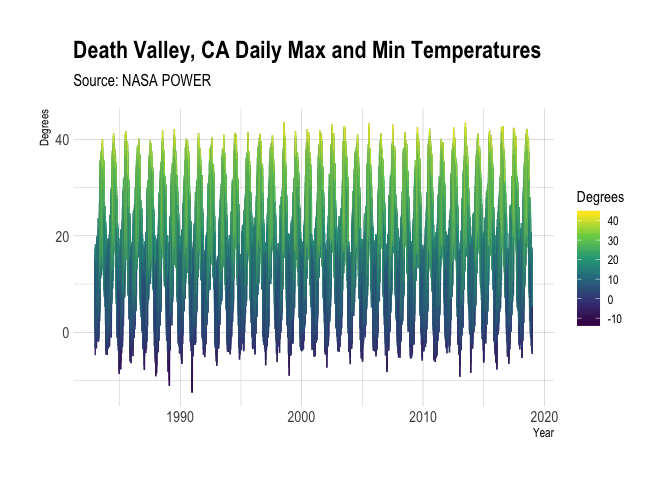 Death Valley, CA Daily Max and Min Temperatures
Source: NASA POWER
Degrees
40
20
0
1990
2000
2010
2020
Year
Degrees
40
30
20
10
0
-10